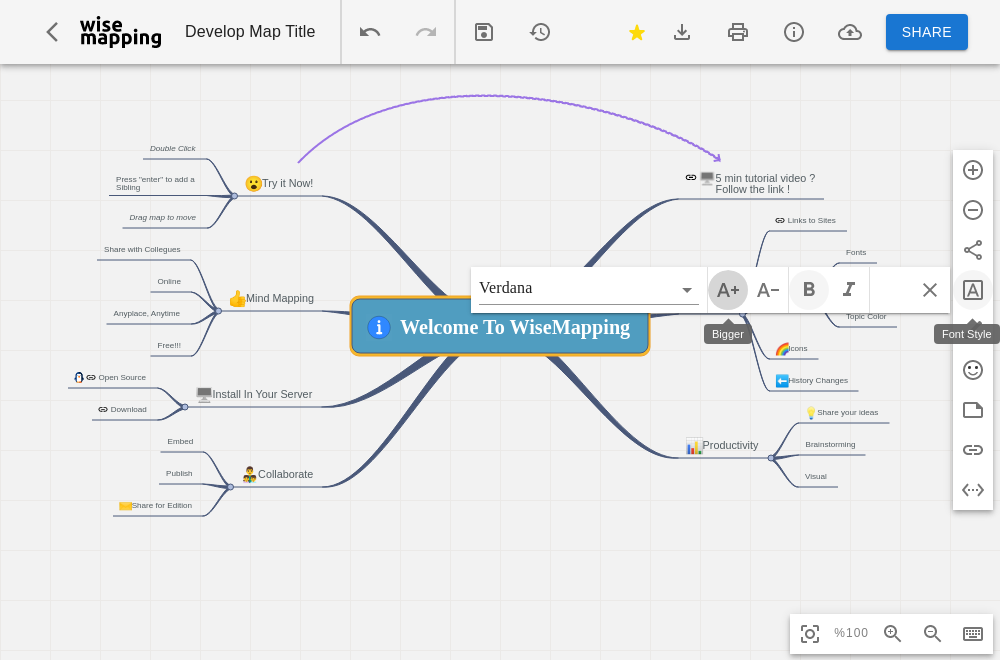 wise
mapping
Develop Map Title
SHARE
Double Click
Press "enter" to add a
Sibling
Drag map to move
Try it Now!
5 min tutorial video ?
Follow the link !
Links to Sites
Fonts
Share with Collegues
Online
Anyplace, Anytime
Free!!!
Mind Mapping
Verdana
A+
A-
B
I
A
Topic Color
Bigger
Font Style
Welcome To WiseMapping
Icons
History Changes
Open Source
Download
Install In Your Server
Embed
Publish
Share for Edition
Collaborate
Productivity
Share your ideas
Brainstorming
Visual
%100